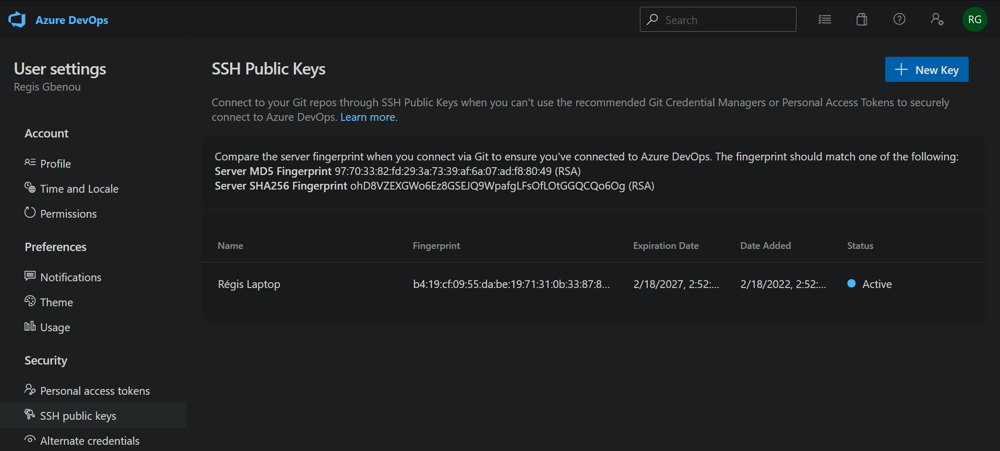 Azure DevOps
Search
RG
User settings
Regis Gbenou
Account
Profile
Time and Locale
Permissions
Preferences
Notifications
Theme
Usage
Security
Personal access tokens
SSH public keys
Alternate credentials
SSH Public Keys
New Key
Connect to your Git repos through SSH Public Keys when you can't use the recommended Git Credential Managers or Personal Access Tokens to securely
connect to Azure DevOps. Learn more.
Compare the server fingerprint when you connect via Git to ensure you've connected to Azure DevOps. The fingerprint should match one of the following:
Server MD5 Fingerprint 97:70:33:82:fd:29:3a:73:39:af:6a:07:ad:f8:80:49 (RSA)
Server SHA256 Fingerprint ohD8VZEXGWo6Ez8GSEJQ9WpafgLFsOfLOtGGQCQo6Og (RSA)
Name Fingerprint Expiration Date Date Added Status
Régis Laptop b4:19:cf:09:55:da:be:19:71:31:0b:33:87:8... 2/18/2027, 2:52:... 2/18/2022, 2:52:... Active